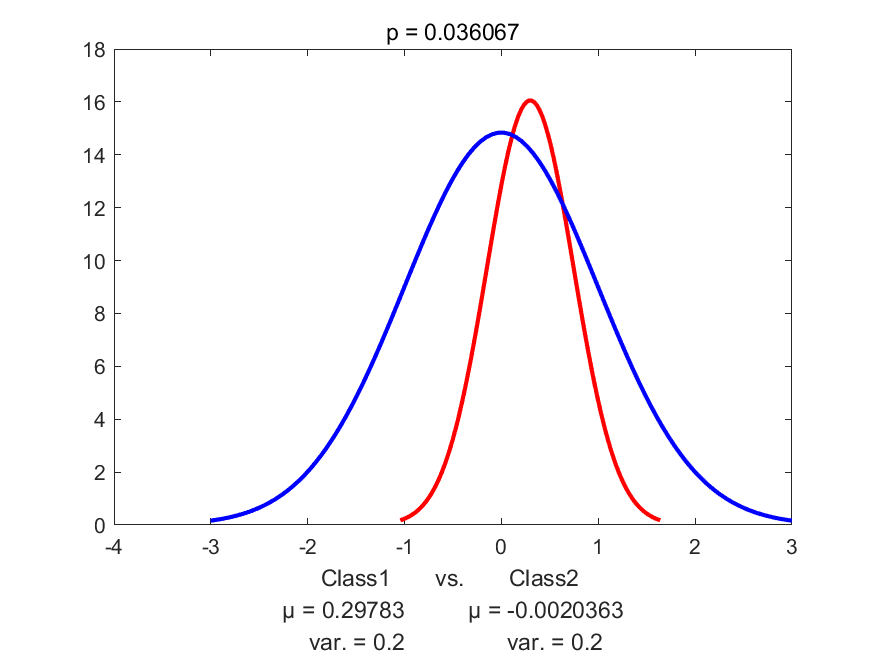 p = 0.036067
18
16
14
12
10
8
6
4
2
0
-4 -3 -2 -1 0 1 2 3
Class1 vs. Class2
μ = 0.29783 μ = -0.0020363
var. = 0.2 var. = 0.2